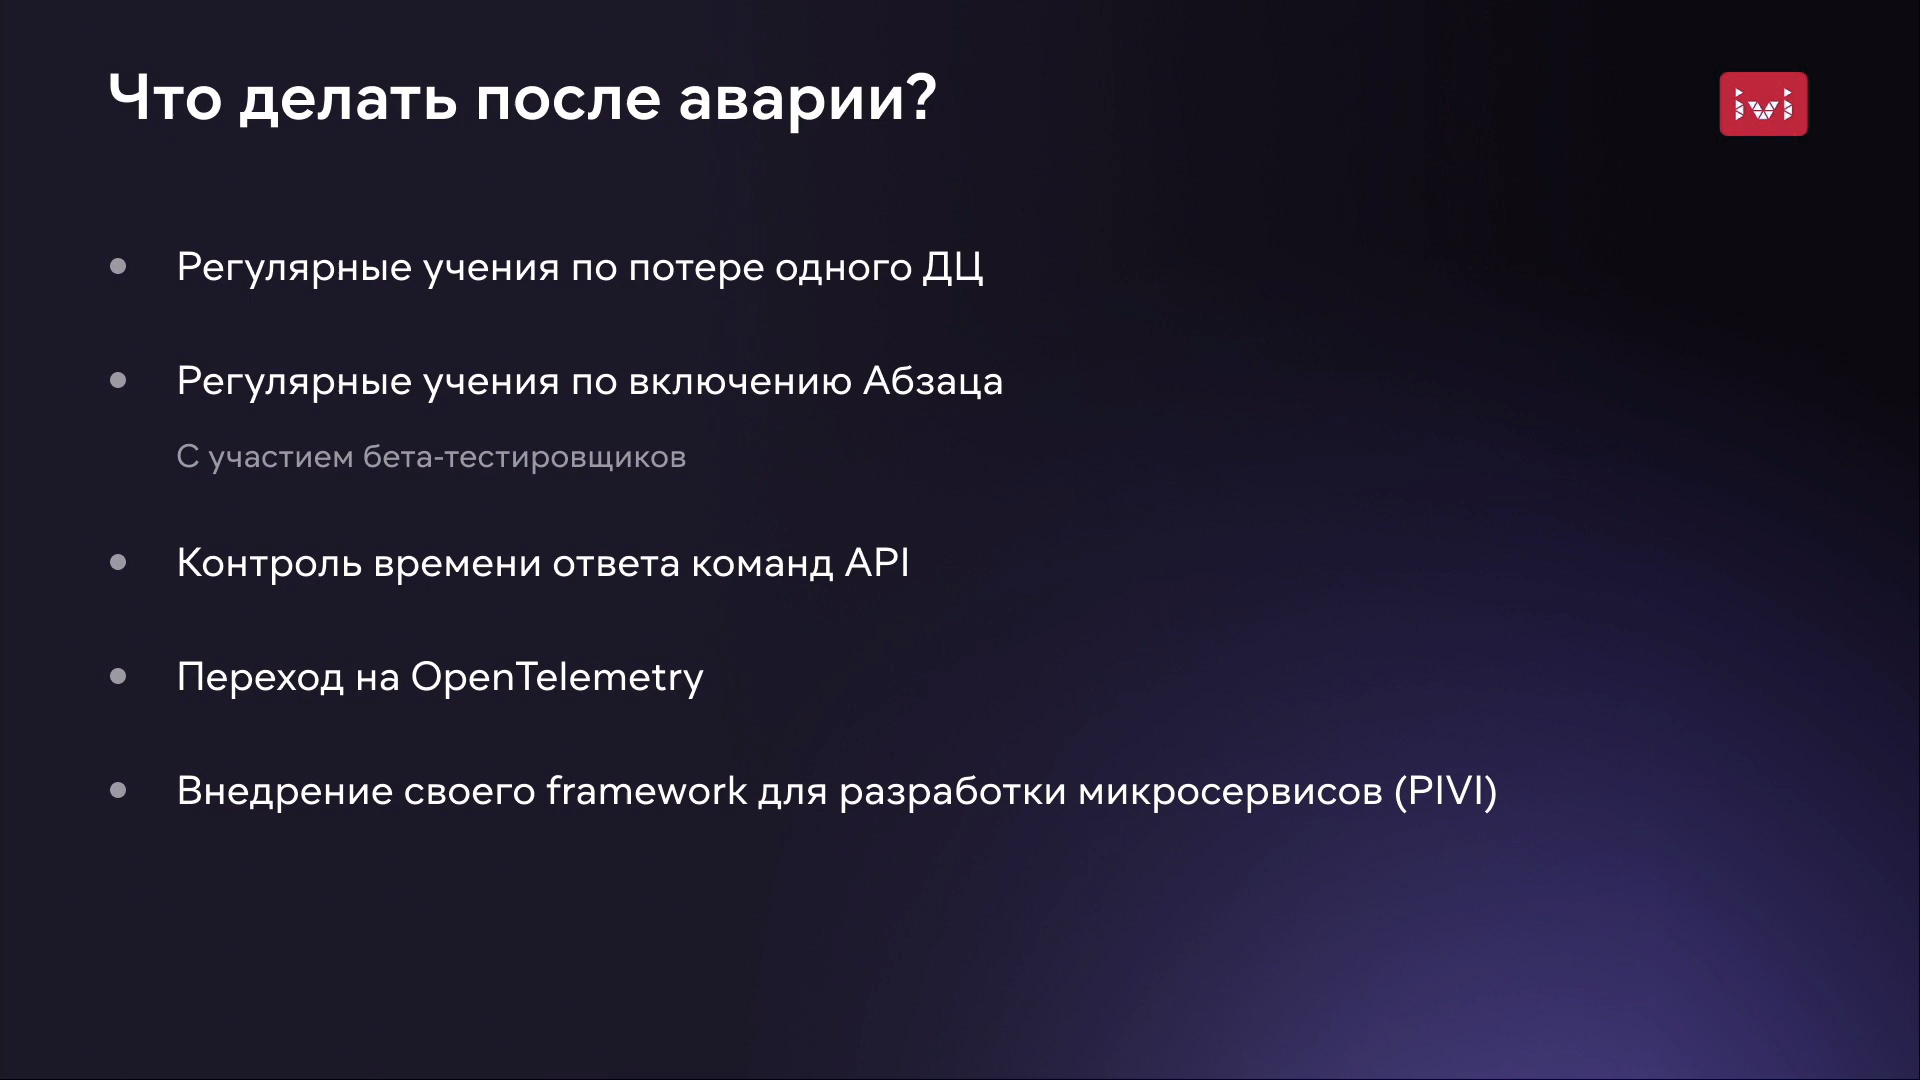 Что делать после аварии?
ivi
Регулярные учения по потере одного ДЦ
Регулярные учения по включению Абзаца
С участием бета-тестировщиков
Контроль времени ответа команд API
Переход на OpenTelemetry
Внедрение своего framework для разработки микросервисов (PIVI)